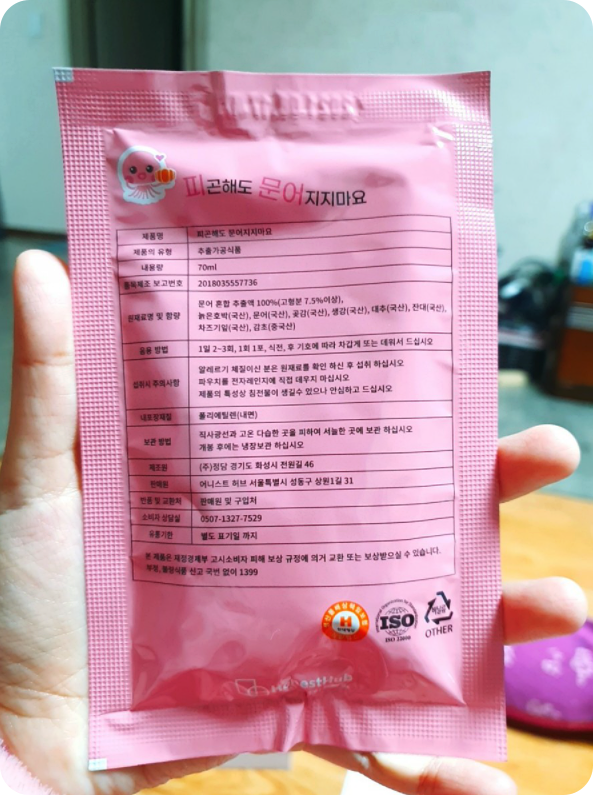 피곤해도 문어지지마요
제품명 피곤해도 문어지지마요
제품의 유형 추출가공식품
내용량 70ml
품목제조 보고번호 2018035557736
원재료명 및 함량 문어 혼합 추출액 100%(고형분 7.5%이상),
늙은호박(국산), 문어(국산), 곶감(국산), 생강(국산), 대추(국산), 잔대(국산),
차즈기잎(국산), 감초(중국산)
음용 방법 1일 2~3회, 1회 1포, 식전, 후 기호에 따라 차갑게 또는 데워서 드십시오
섭취시 주의사항 알레르기 체질이신 분은 원재료를 확인 하신 후 섭취 하십시오
파우치를 전자레인지에 직접 데우지 마십시오
제품의 특성상 침전물이 생길수 있으나 안심하고 드십시오
내포장재질 폴리에틸렌(내면)
보관 방법 직사광선과 고온 다습한 곳을 피하여 서늘한 곳에 보관 하십시오
개봉 후에는 냉장보관 하십시오
제조원 (주)정담 경기도 화성시 전원길 46
판매원 어니스트 허브 서울특별시 성동구 상원1길 31
반품 및 교환처 판매원 및 구입처
소비자 상담실 0507-1327-7529
유통기한 별도 표기일 까지
본 제품은 재정경제부 고시소비자 피해 보상 규정에 의거 교환 또는 보상받으실 수 있습니다.
부정, 불량식품 신고 국번 없이 1399
H
ISO
OTHER
HonestHub